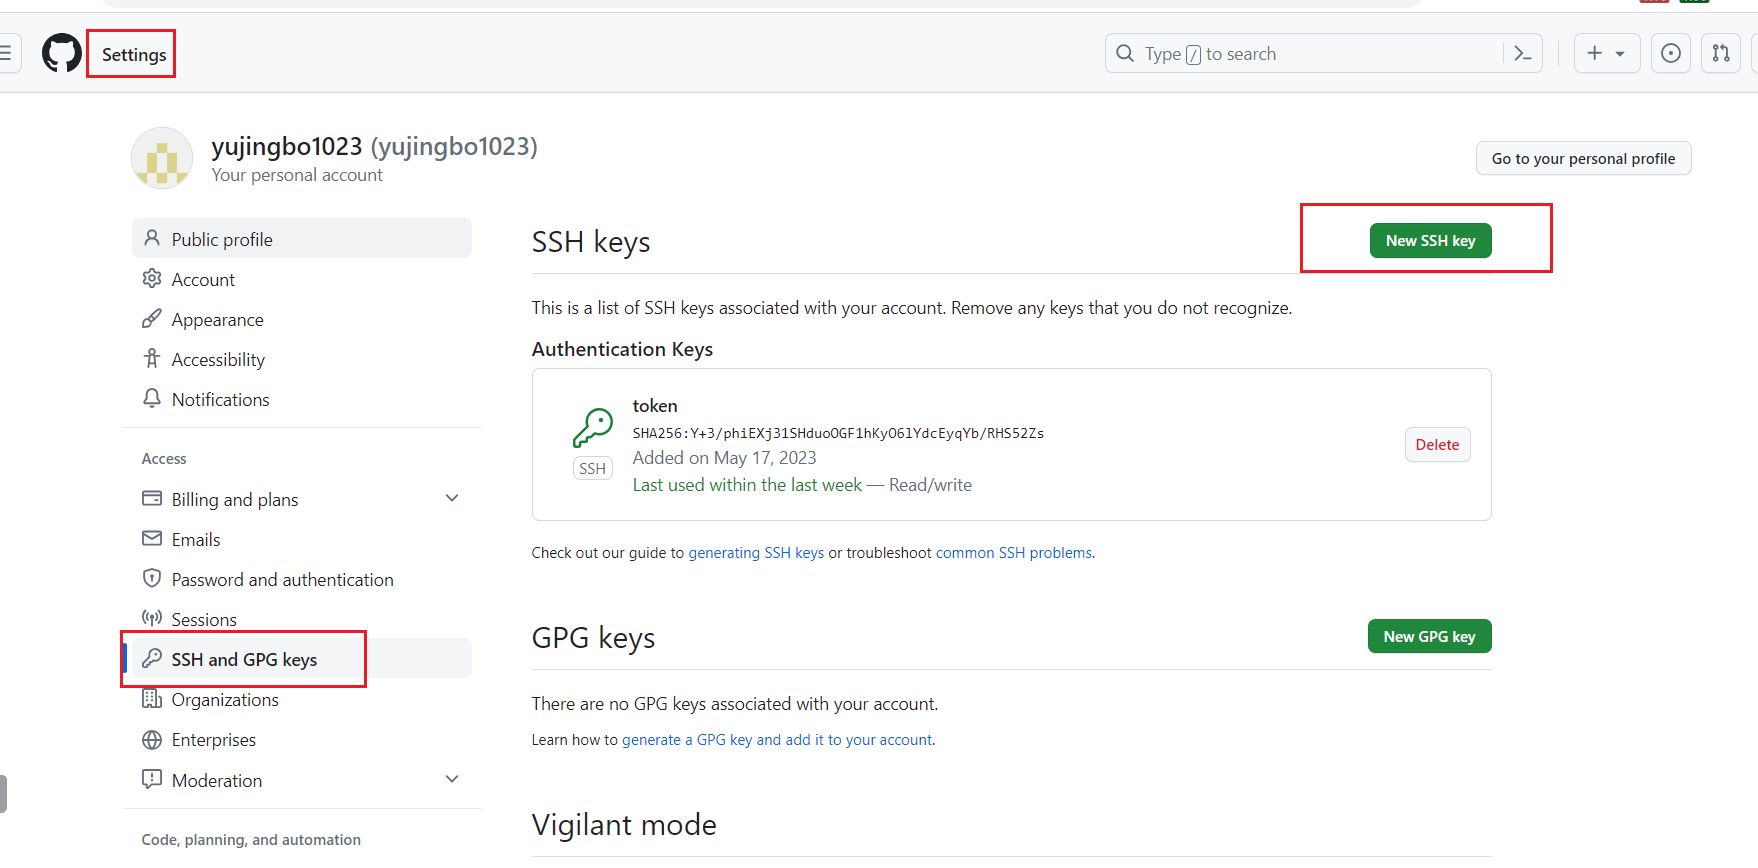 Settings
Type / to search
yujingbo1023 (yujingbo1023)
Your personal account
Go to your personal profile
Public profile
Account
Appearance
Accessibility
Notifications
Access
Billing and plans
Emails
Password and authentication
Sessions
SSH and GPG keys
Organizations
Enterprises
Moderation
Code, planning, and automation
SSH keys
New SSH key
This is a list of SSH keys associated with your account. Remove any keys that you do not recognize.
Authentication Keys
token
SHA256:Y+3/phiEXj31SHduoOGF1hKyO6lYdcEyqYb/RHS52Zs
SSH
Added on May 17, 2023
Last used within the last week — Read/write
Delete
Check out our guide to generating SSH keys or troubleshoot common SSH problems.
GPG keys
New GPG key
There are no GPG keys associated with your account.
Learn how to generate a GPG key and add it to your account.
Vigilant mode